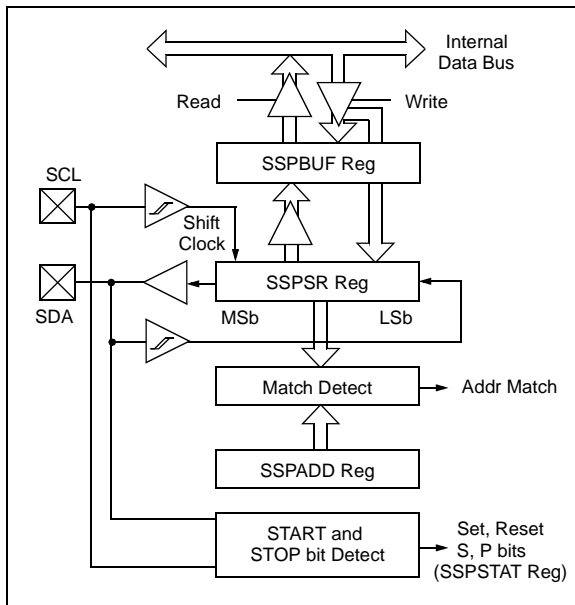 Internal
Data Bus
Read
Write
SSPBUF Reg
SCL
Shift
Clock
SSPSR Reg
SDA
MSb
LSb
Match Detect
Addr Match
SSPADD Reg
START and
STOP bit Detect
Set, Reset
S, P bits
(SSPSTAT Reg)